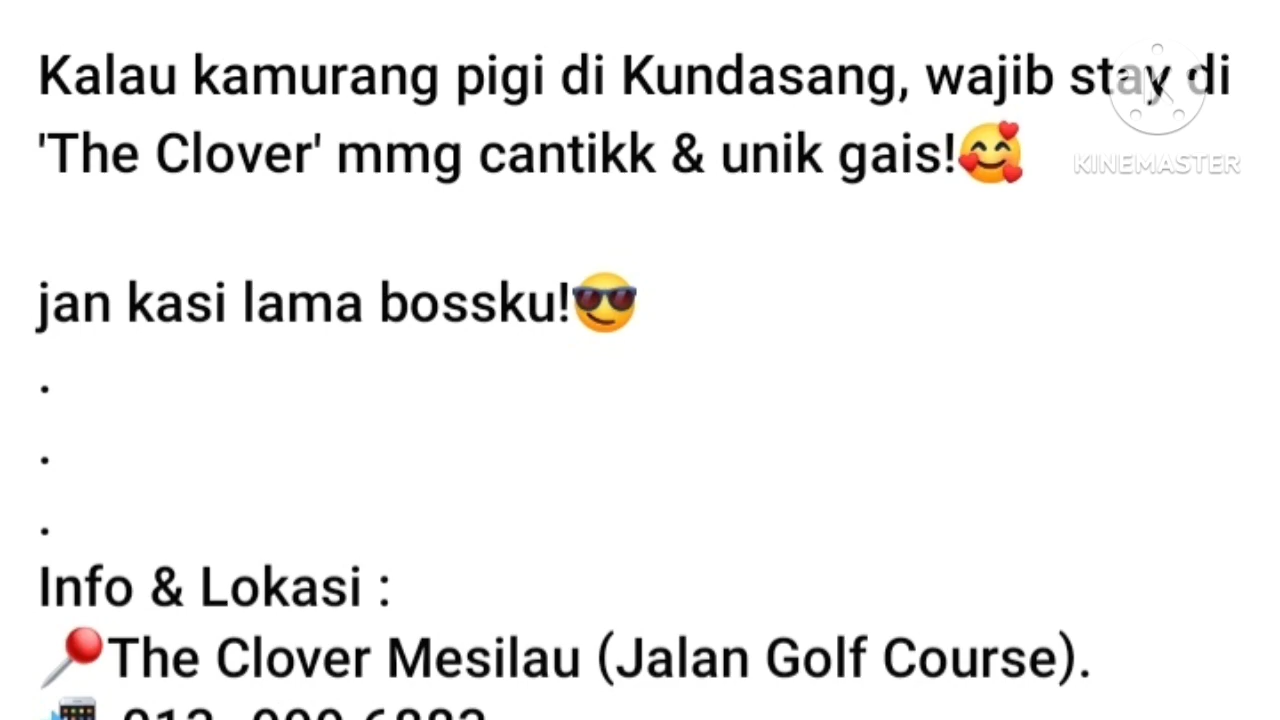 Kalau kamurang pigi di Kundasang, wajib stay di
'The Clover' mmg cantikk & unik gais!🥰
KINEMASTER
jan kasi lama bossku!😎
.
.
.
Info & Lokasi :
📍The Clover Mesilau (Jalan Golf Course).